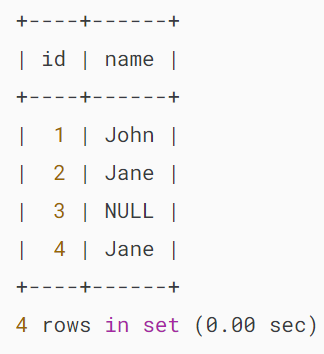 +----+------+
| id | name |
+----+------+
|  1 | John |
|  2 | Jane |
|  3 | NULL |
|  4 | Jane |
+----+------+
4 rows in set (0.00 sec)